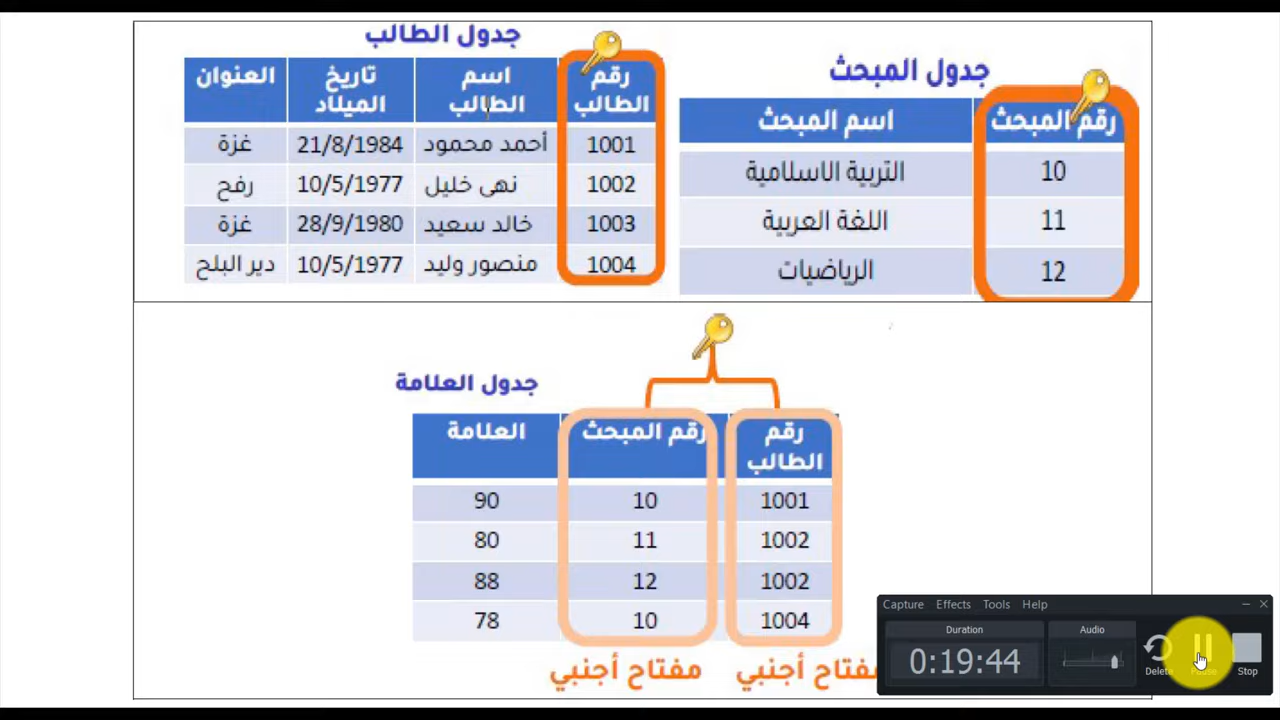 جدول الطالب
رقم الطالب	اسم الطالب	تاريخ الميلاد	العنوان
1001	أحمد محمود	21/8/1984	غزة
1002	نهى خليل	10/5/1977	رفح
1003	خالد سعيد	28/9/1980	غزة
1004	منصور وليد	10/5/1977	دير البلح
جدول المبحث
رقم المبحث	اسم المبحث
10	التربية الاسلامية
11	اللغة العربية
12	الرياضيات
جدول العلامة
رقم الطالب	رقم المبحث	العلامة
1001	10	90
1002	11	80
1002	12	88
1004	10	78
مفتاح أجنبي	مفتاح أجنبي
Capture Effects Tools Help
Duration	Audio
0:19:44
Delete	Pause	Stop